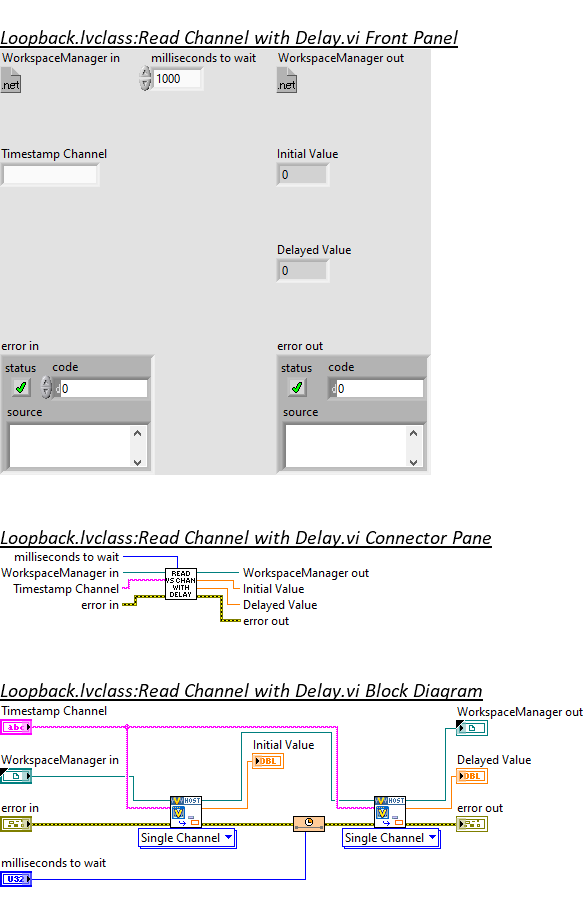 Loopback.lvclass:Read Channel with Delay.vi Front Panel
WorkspaceManager in milliseconds to wait WorkspaceManager out
.net 1000 .net
Timestamp Channel Initial Value
0
Delayed Value
0
error in error out
status code status code
d 0 d 0
source source
Loopback.lvclass:Read Channel with Delay.vi Connector Pane
milliseconds to wait
WorkspaceManager in READ WorkspaceManager out
Timestamp Channel VS CHAN Initial Value
error in WITH Delayed Value
DELAY error out
Loopback.lvclass:Read Channel with Delay.vi Block Diagram
Timestamp Channel WorkspaceManager out
abc
WorkspaceManager in Initial Value Delayed Value
DBL DBL
error in HOST HOST error out
Single Channel Single Channel
milliseconds to wait
U32